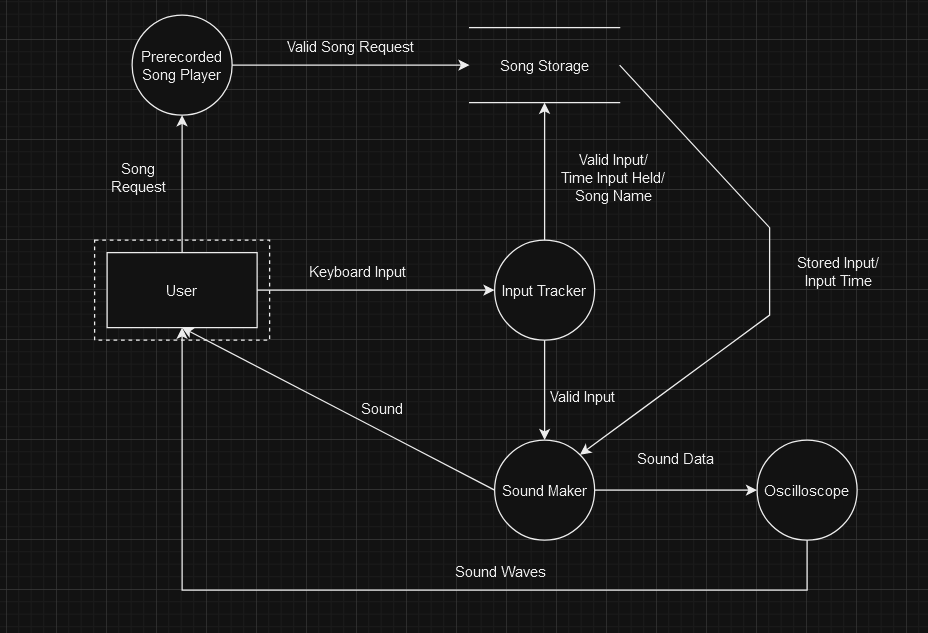 Prerecorded
Song Player
Valid Song Request
Song Storage
Song
Request
Valid Input/
Time Input Held/
Song Name
User
Keyboard Input
Input Tracker
Stored Input/
Input Time
Valid Input
Sound
Sound Maker
Sound Data
Oscilloscope
Sound Waves